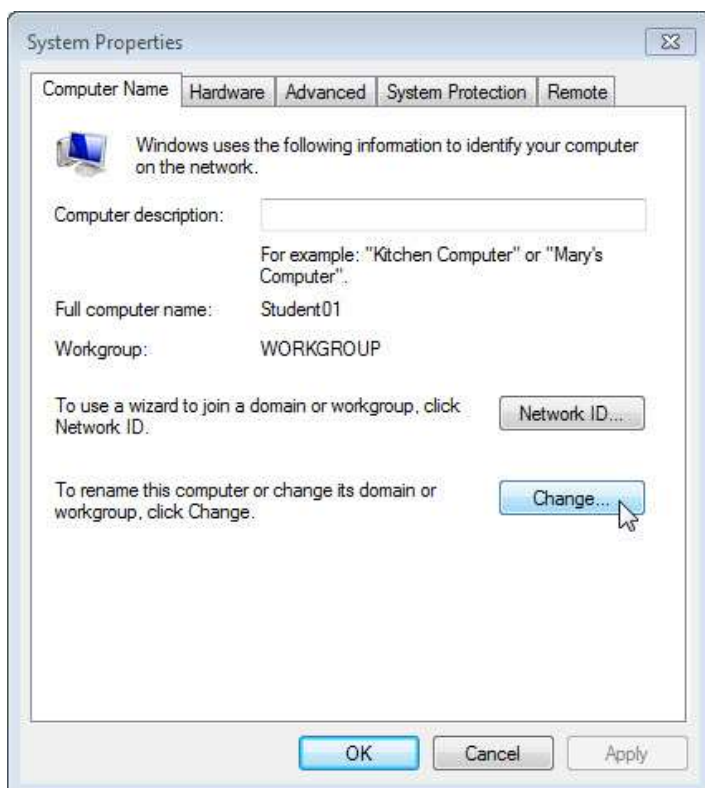 System Properties
Computer Name
Hardware
Advanced
System Protection
Remote
Windows uses the following information to identify your computer
on the network.
Computer description:
For example: "Kitchen Computer" or "Mary's
Computer".
Full computer name:
Student01
Workgroup:
WORKGROUP
To use a wizard to join a domain or workgroup, click
Network ID.
Network ID...
To rename this computer or change its domain or
workgroup, click Change.
Change...
OK
Cancel
Apply